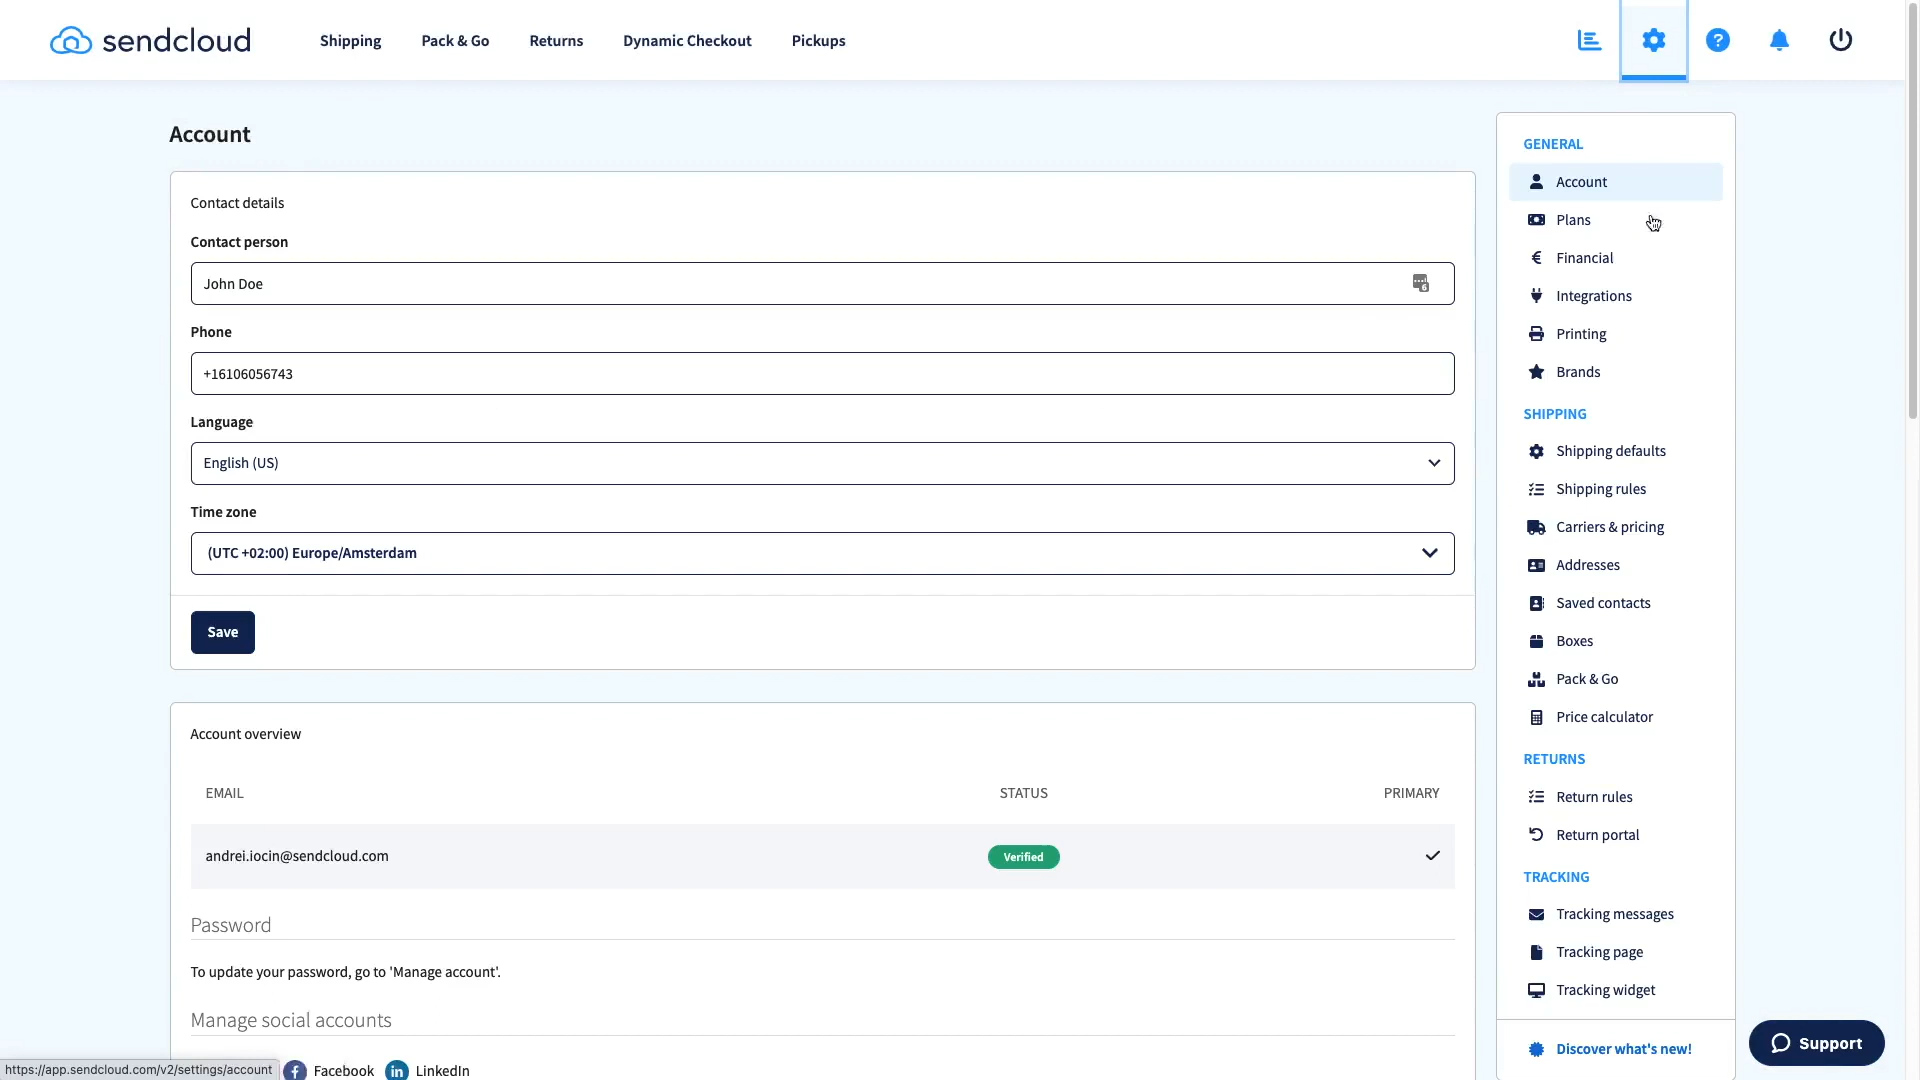 sendcloud
Shipping
Pack & Go
Returns
Dynamic Checkout
Pickups
Account
Contact details
Contact person
John Doe
Phone
+16106056743
Language
English (US)
Time zone
(UTC +02:00) Europe/Amsterdam
Save
Account overview
EMAIL STATUS PRIMARY
andrei.iocin@sendcloud.com Verified
Password
To update your password, go to 'Manage account'.
Manage social accounts
Facebook
LinkedIn
https://app.sendcloud.com/v2/settings/account
GENERAL
Account
Plans
Financial
Integrations
Printing
Brands
SHIPPING
Shipping defaults
Shipping rules
Carriers & pricing
Addresses
Saved contacts
Boxes
Pack & Go
Price calculator
RETURNS
Return rules
Return portal
TRACKING
Tracking messages
Tracking page
Tracking widget
Discover what's new!
Support